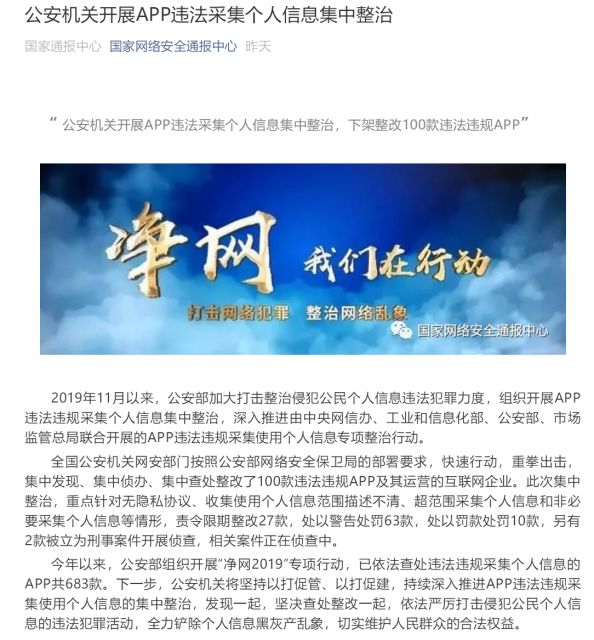 公安机关开展APP违法采集个人信息集中整治
国家通报中心 国家网络安全通报中心 昨天
“公安机关开展APP违法采集个人信息集中整治，下架整改100款违法违规APP”
净网 我们在行动
打击网络犯罪 整治网络乱象
国家网络安全通报中心
2019年11月以来，公安部加大打击整治侵犯公民个人信息违法犯罪力度，组织开展APP
违法违规采集个人信息集中整治，深入推进由中央网信办、工业和信息化部、公安部、市场
监管总局联合开展的APP违法违规采集使用个人信息专项整治行动。
全国公安机关网安部门按照公安部网络安全保卫局的部署要求，快速行动，重拳出击，
集中发现、集中侦办、集中查处整改了100款违法违规APP及其运营的互联网企业。此次集中
整治，重点针对无隐私协议、收集使用个人信息范围描述不清、超范围采集个人信息和非必
要采集个人信息等情形，责令限期整改27款，处以警告处罚63款，处以罚款处罚10款，另有
2款被立为刑事案件开展侦查，相关案件正在侦查中。
今年以来，公安部组织开展“净网2019”专项行动，已依法查处违法违规采集个人信息的
APP共683款。下一步，公安机关将坚持以打促管、以打促建，持续深入推进APP违法违规采
集使用个人信息的集中整治，发现一起，坚决查处整改一起，依法严厉打击侵犯公民个人信
息的违法犯罪活动，全力铲除个人信息黑灰产乱象，切实维护人民群众的合法权益。